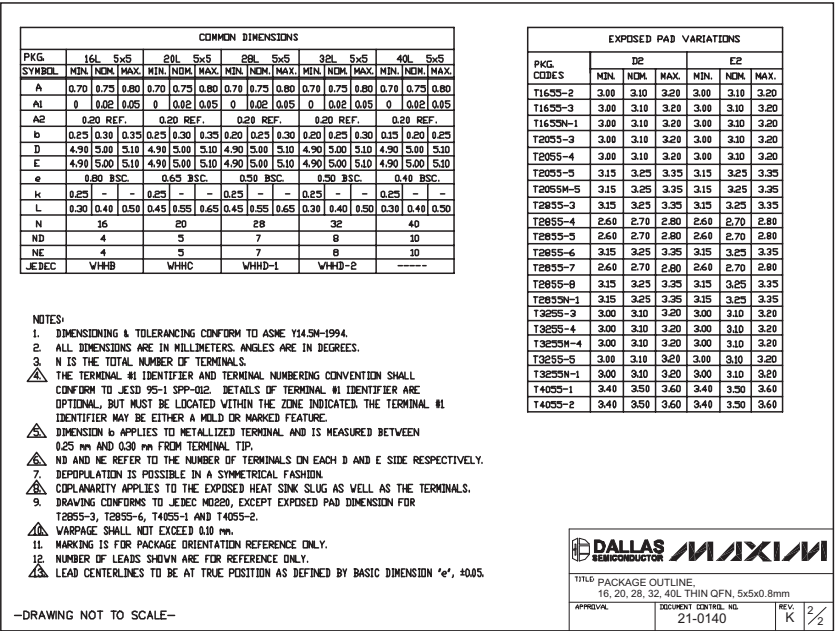 COMMON DIMENSIONS
PKG. 16L 5x5 20L 5x5 28L 5x5 32L 5x5 40L 5x5
SYMBOL MIN. NOM. MAX. MIN. NOM. MAX. MIN. NOM. MAX. MIN. NOM. MAX. MIN. NOM. MAX.
A 0.70 0.75 0.80 0.70 0.75 0.80 0.70 0.75 0.80 0.70 0.75 0.80 0.70 0.75 0.80
A1 0 0.02 0.05 0 0.02 0.05 0 0.02 0.05 0 0.02 0.05 0 0.02 0.05
A2 0.20 REF. 0.20 REF. 0.20 REF. 0.20 REF. 0.20 REF.
b 0.25 0.30 0.35 0.25 0.30 0.35 0.20 0.25 0.30 0.20 0.25 0.30 0.15 0.20 0.25
D 4.90 5.00 5.10 4.90 5.00 5.10 4.90 5.00 5.10 4.90 5.00 5.10 4.90 5.00 5.10
E 4.90 5.00 5.10 4.90 5.00 5.10 4.90 5.00 5.10 4.90 5.00 5.10 4.90 5.00 5.10
e 0.80 BSC. 0.65 BSC. 0.50 BSC. 0.50 BSC. 0.40 BSC.
k 0.25 - - 0.25 - - 0.25 - - 0.25 - - 0.25 - -
L 0.30 0.40 0.50 0.45 0.55 0.65 0.45 0.55 0.65 0.30 0.40 0.50 0.30 0.40 0.50
N 16 20 28 32 40
ND 4 5 7 8 10
NE 4 5 7 8 10
JEDEC WHHB WHHC WHHD-1 WHHD-2 -----
EXPOSED PAD VARIATIONS
PKG. CODES D2 E2
MIN. NOM. MAX. MIN. NOM. MAX.
T1655-2 3.00 3.10 3.20 3.00 3.10 3.20
T1655-3 3.00 3.10 3.20 3.00 3.10 3.20
T1655N-1 3.00 3.10 3.20 3.00 3.10 3.20
T2055-3 3.00 3.10 3.20 3.00 3.10 3.20
T2055-4 3.00 3.10 3.20 3.00 3.10 3.20
T2055-5 3.15 3.25 3.35 3.15 3.25 3.35
T2055M-5 3.15 3.25 3.35 3.15 3.25 3.35
T2855-3 3.15 3.25 3.35 3.15 3.25 3.35
T2855-4 2.60 2.70 2.80 2.60 2.70 2.80
T2855-5 2.60 2.70 2.80 2.60 2.70 2.80
T2855-6 3.15 3.25 3.35 3.15 3.25 3.35
T2855-7 2.60 2.70 2.80 2.60 2.70 2.80
T2855-8 3.15 3.25 3.35 3.15 3.25 3.35
T2855N-1 3.15 3.25 3.35 3.15 3.25 3.35
T3255-3 3.00 3.10 3.20 3.00 3.10 3.20
T3255-4 3.00 3.10 3.20 3.00 3.10 3.20
T3255M-4 3.00 3.10 3.20 3.00 3.10 3.20
T3255-5 3.00 3.10 3.20 3.00 3.10 3.20
T3255N-1 3.00 3.10 3.20 3.00 3.10 3.20
T4055-1 3.40 3.50 3.60 3.40 3.50 3.60
T4055-2 3.40 3.50 3.60 3.40 3.50 3.60
NOTES:
1. DIMENSIONING & TOLERANCING CONFORM TO ASME Y14.5M-1994.
2. ALL DIMENSIONS ARE IN MILLIMETERS. ANGLES ARE IN DEGREES.
3. N IS THE TOTAL NUMBER OF TERMINALS.
4. THE TERMINAL #1 IDENTIFIER AND TERMINAL NUMBERING CONVENTION SHALL
CONFORM TO JESD 95-1 SPP-012. DETAILS OF TERMINAL #1 IDENTIFIER ARE
OPTIONAL, BUT MUST BE LOCATED WITHIN THE ZONE INDICATED. THE TERMINAL #1
IDENTIFIER MAY BE EITHER A MOLD OR MARKED FEATURE.
5. DIMENSION b APPLIES TO METALLIZED TERMINAL AND IS MEASURED BETWEEN
0.25 mm AND 0.30 mm FROM TERMINAL TIP.
6. ND AND NE REFER TO THE NUMBER OF TERMINALS ON EACH D AND E SIDE RESPECTIVELY.
7. DEPOPULATION IS POSSIBLE IN A SYMMETRICAL FASHION.
8. COPLANARITY APPLIES TO THE EXPOSED HEAT SINK SLUG AS WELL AS THE TERMINALS.
9. DRAWING CONFORMS TO JEDEC MO220, EXCEPT EXPOSED PAD DIMENSION FOR
T2855-3, T2855-6, T4055-1 AND T4055-2.
10. WARPAGE SHALL NOT EXCEED 0.10 mm.
11. MARKING IS FOR PACKAGE ORIENTATION REFERENCE ONLY.
12. NUMBER OF LEADS SHOWN ARE FOR REFERENCE ONLY.
13. LEAD CENTERLINES TO BE AT TRUE POSITION AS DEFINED BY BASIC DIMENSION "e", ±0.05.
-DRAWING NOT TO SCALE-
DALLAS SEMICONDUCTOR MAXIM
TITLE: PACKAGE OUTLINE,
16, 20, 28, 32, 40L THIN QFN, 5x5x0.8mm
APPROVAL DOCUMENT CONTROL NO. REV.
21-0140 K 2/2